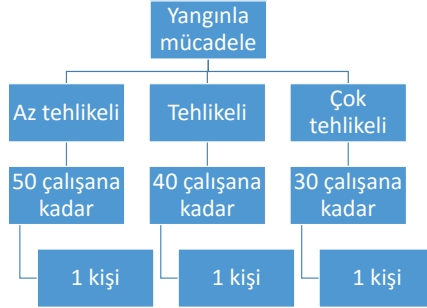 Yangınla
mücadele
Az tehlikeli
Tehlikeli
Çok
tehlikeli
50 çalışana
kadar
40 çalışana
kadar
30 çalışana
kadar
1 kişi
1 kişi
1 kişi